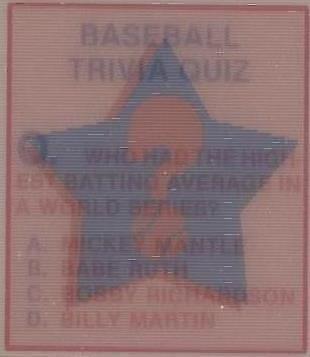 BASEBALL
TRIVIA QUIZ
Q. WHO HAD THE HIGH-
EST BATTING AVERAGE IN
A WORLD SERIES?
A. MICKEY MANTLE
B. BABE RUTH
C. BOBBY RICHARDSON
D. BILLY MARTIN